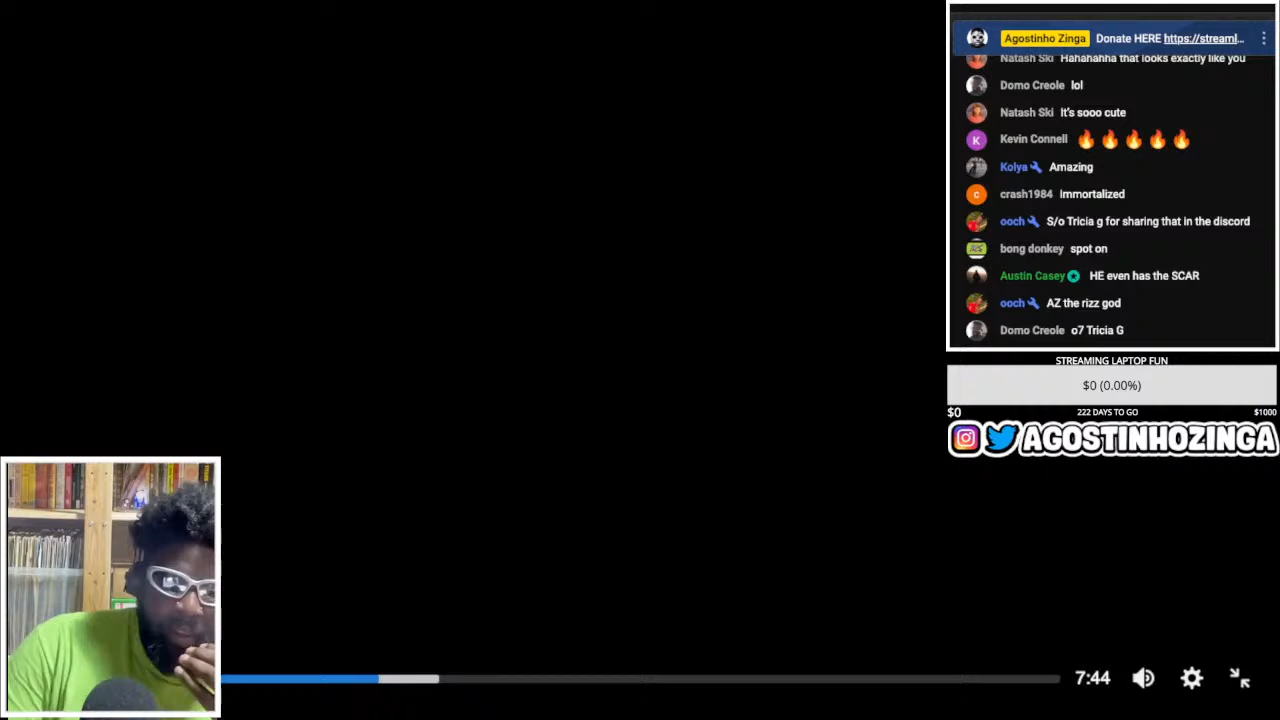 Agostinho Zinga Donate HERE https://streaml...
Natash Ski Hahahahha that looks exactly like you
Domo Creole lol
Natash Ski It's sooo cute
K Kevin Connell 🔥🔥🔥🔥🔥
Kolya Amazing
c crash1984 Immortalized
ooch S/o Tricia g for sharing that in the discord
bong donkey spot on
Austin Casey HE even has the SCAR
ooch AZ the rizz god
Domo Creole o7 Tricia G
STREAMING LAPTOP FUN
$0 (0.00%)
$0 222 DAYS TO GO $1000
AGOSTINHOZINGA
7:44